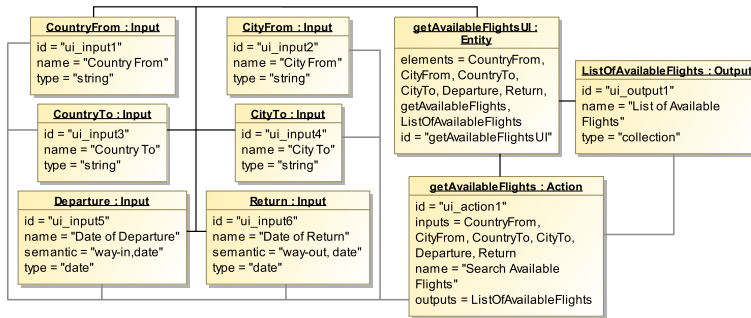 CountryFrom : Input
id = "ui_input1"
name = "Country From"
type = "string"
CityFrom : Input
id = "ui_input2"
name = "City From"
type = "string"
getAvailableFlightsUI :
Entity
elements = CountryFrom,
CityFrom, CountryTo,
CityTo, Departure, Return,
getAvailableFlights,
ListOfAvailableFlights
id = "getAvailableFlightsUI"
ListOfAvailableFlights : Output
id = "ui_output1"
name = "List of Available
Flights"
type = "collection"
CountryTo : Input
id = "ui_input3"
name = "Country To"
type = "string"
CityTo : Input
id = "ui_input4"
name = "City To"
type = "string"
Departure : Input
id = "ui_input5"
name = "Date of Departure"
semantic = "way-in,date"
type = "date"
Return : Input
id = "ui_input6"
name = "Date of Return"
semantic = "way-out, date"
type = "date"
getAvailableFlights : Action
id = "ui_action1"
inputs = CountryFrom,
CityFrom, CountryTo, CityTo,
Departure, Return
name = "Search Available
Flights"
outputs = ListOfAvailableFlights